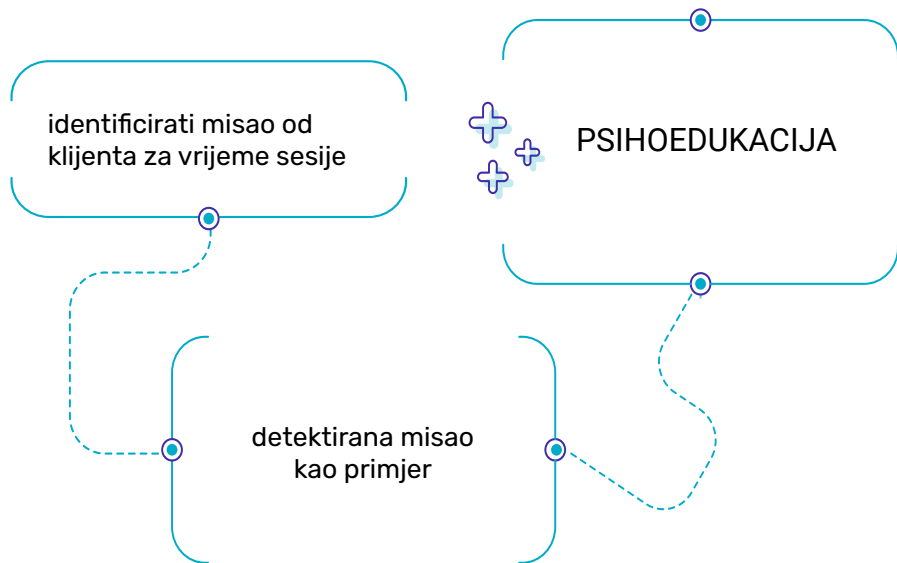 identificirati misao od
klijenta za vrijeme sesije
PSIHOEDUKACIJA
detektirana misao
kao primjer